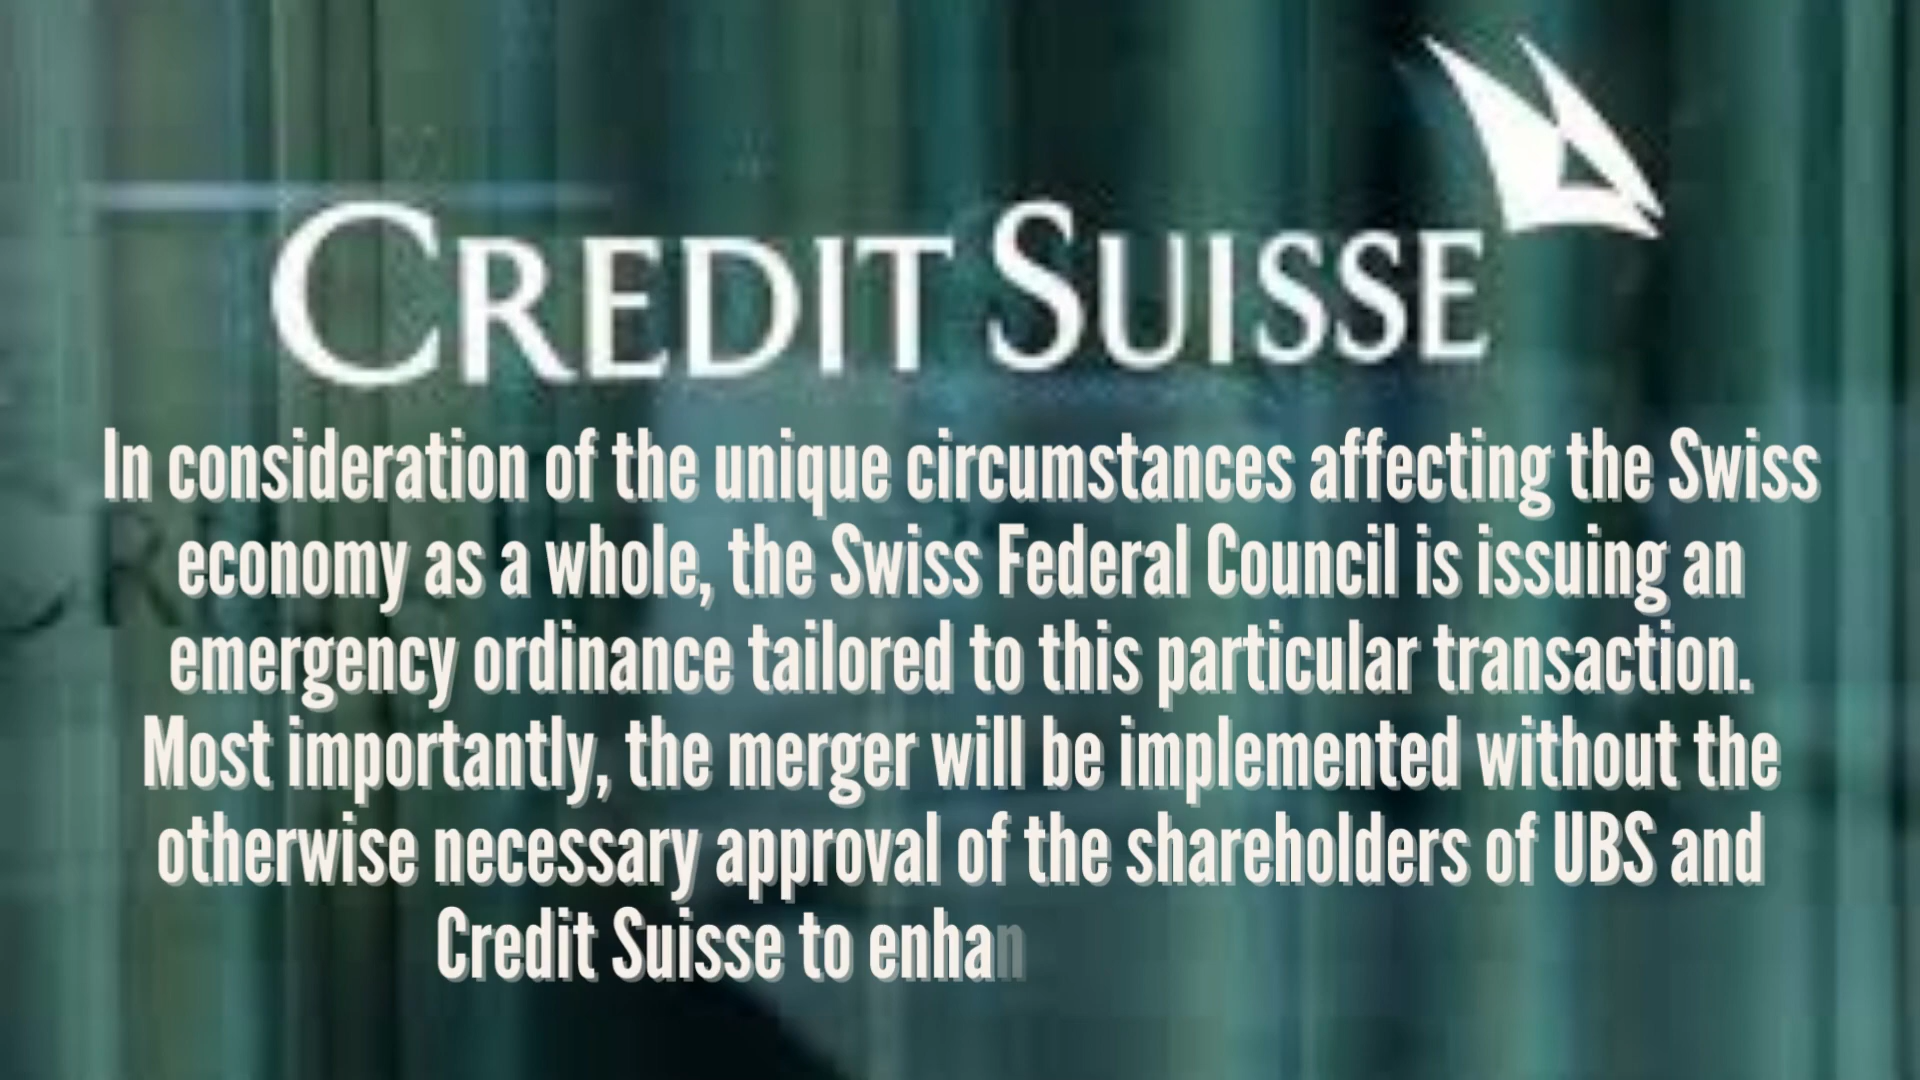 CREDIT SUISSE
In consideration of the unique circumstances affecting the Swiss
economy as a whole, the Swiss Federal Council is issuing an
emergency ordinance tailored to this particular transaction.
Most importantly, the merger will be implemented without the
otherwise necessary approval of the shareholders of UBS and
Credit Suisse to enhan